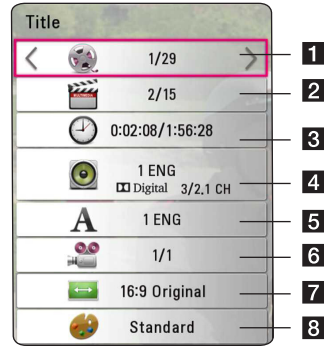 Title
1/29 1
2/15 2
0:02:08/1:56:28 3
1 ENG
Digital 3/2.1 CH 4
A 1 ENG 5
1/1 6
16:9 Original 7
Standard 8